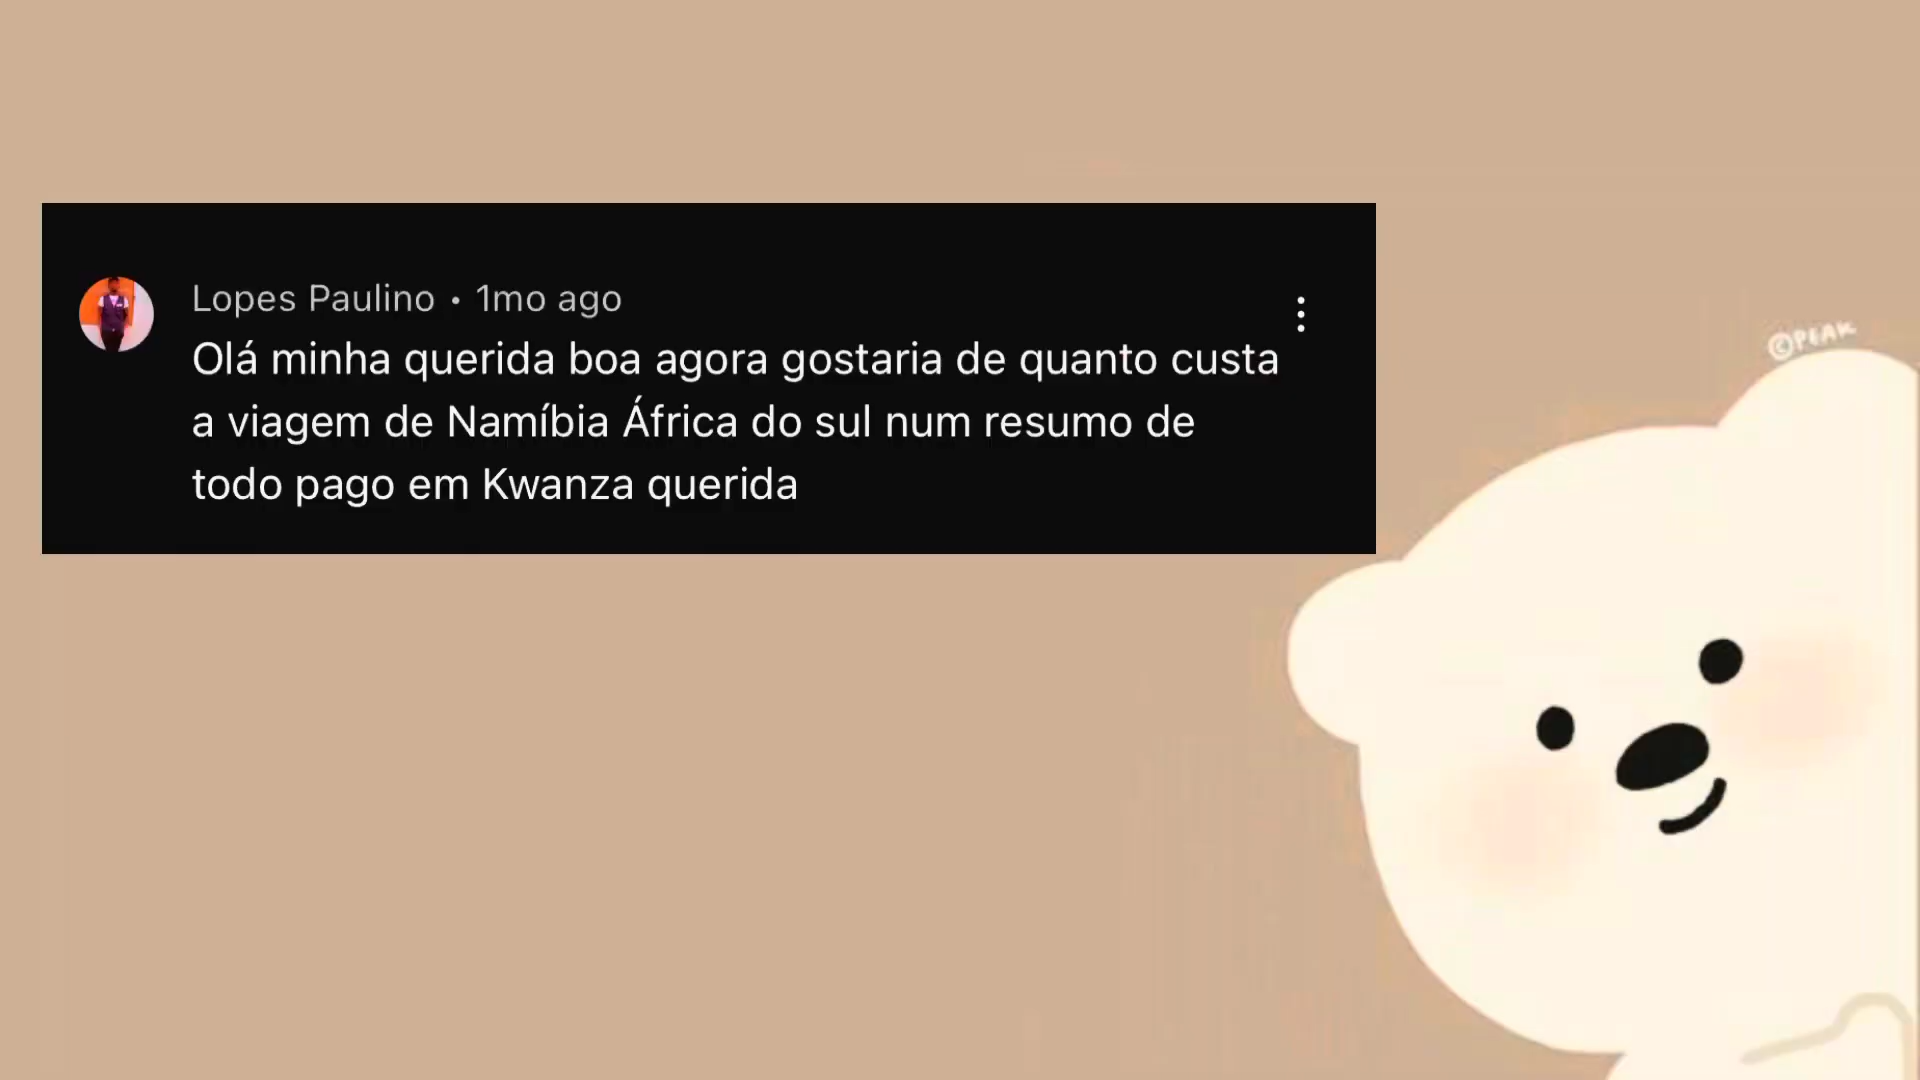 Lopes Paulino • 1mo ago
Olá minha querida boa agora gostaria de quanto custa
a viagem de Namíbia África do sul num resumo de
todo pago em Kwanza querida
©PEAK